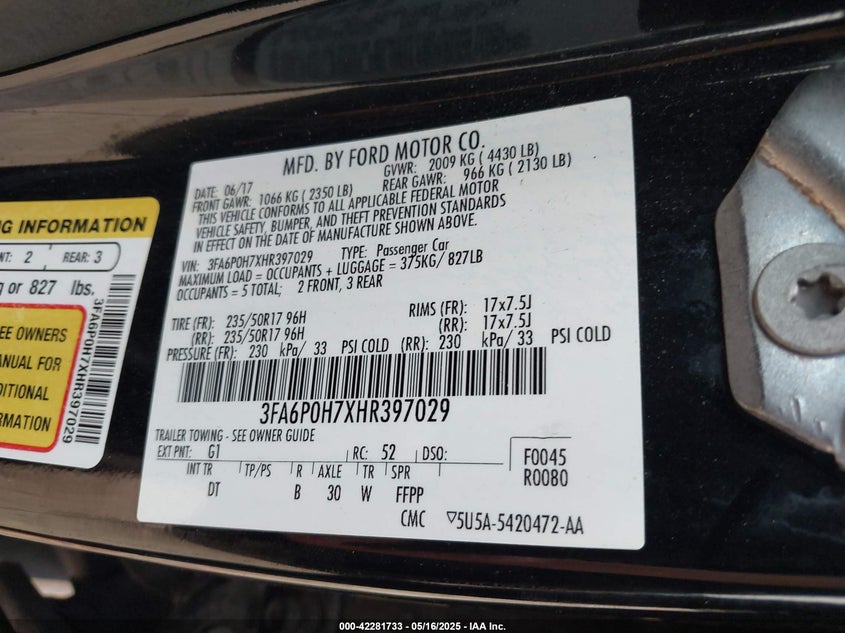 MFD. BY FORD MOTOR CO.
DATE: 06/17 GVWR: 2009 KG ( 4430 LB)
FRONT GAWR: 1066 KG ( 2350 LB) REAR GAWR: 966 KG ( 2130 LB)
THIS VEHICLE CONFORMS TO ALL APPLICABLE FEDERAL MOTOR
VEHICLE SAFETY, BUMPER, AND THEFT PREVENTION STANDARDS
IN EFFECT ON THE DATE OF MANUFACTURE SHOWN ABOVE.
VIN: 3FA6P0H7XHR397029 TYPE: Passenger Car
MAXIMUM LOAD = OCCUPANTS + LUGGAGE = 375KG/ 827LB
OCCUPANTS = 5 TOTAL; 2 FRONT, 3 REAR
TIRE (FR): 235/50R17 96H RIMS (FR): 17x7.5J
(RR): 235/50R17 96H (RR): 17x7.5J
PRESSURE (FR): 230 kPa/ 33 PSI COLD (RR): 230 kPa/ 33 PSI COLD
3FA6P0H7XHR397029
TRAILER TOWING - SEE OWNER GUIDE
EXT PNT: G1 RC: 52 DSO:
INT TR TP/PS R AXLE TR SPR
DT B 30 W FFPP
F0045
R0080
CMC ▽5U5A-5420472-AA
NG INFORMATION
NT: 2 REAR: 3
g or 827 lbs.
EE OWNERS
ANUAL FOR
DITIONAL
RMATION
3FA6P0H7XHR397029
000-42281733 — 05/16/2025 — IAA Inc.